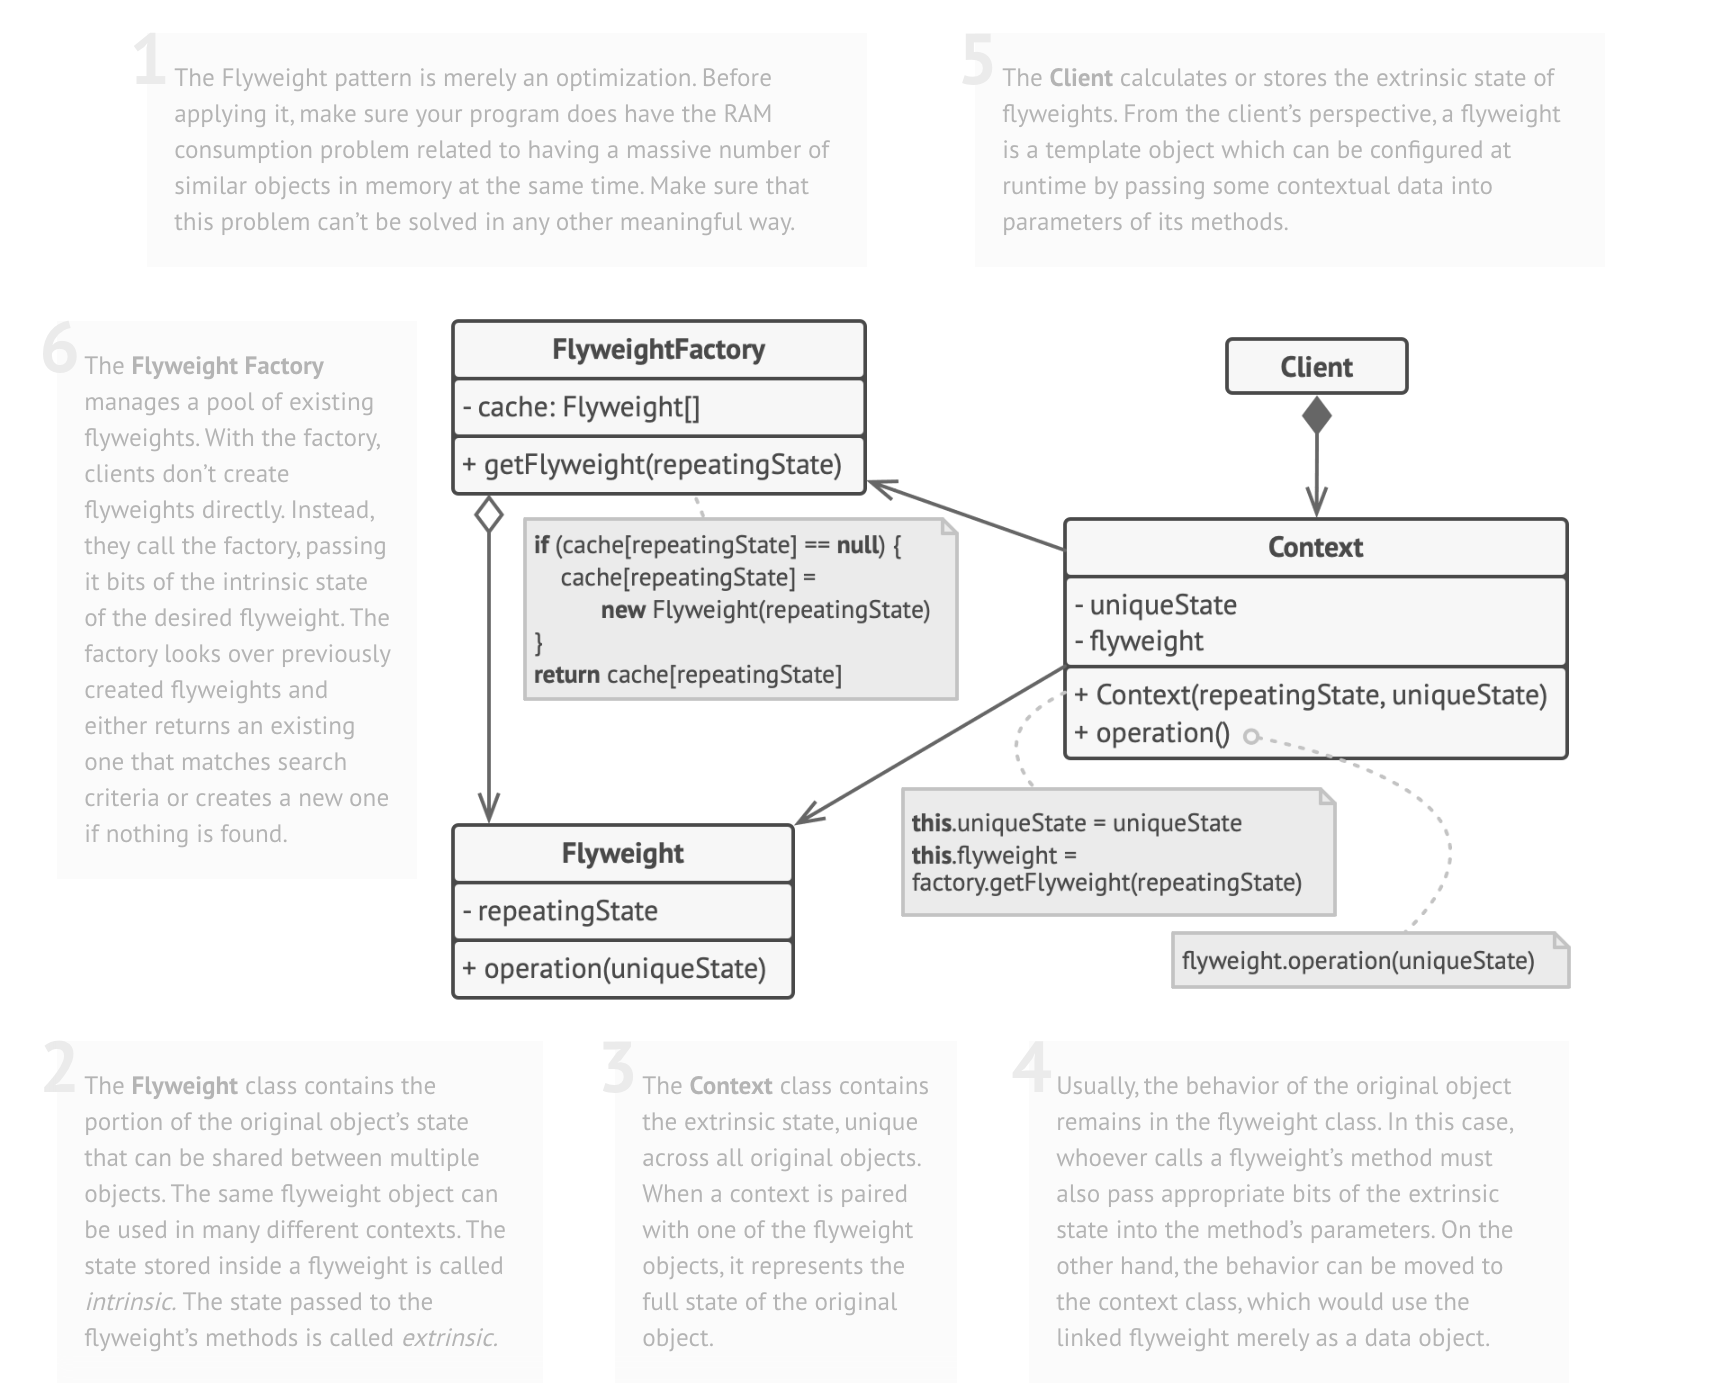 1
The Flyweight pattern is merely an optimization. Before
applying it, make sure your program does have the RAM
consumption problem related to having a massive number of
similar objects in memory at the same time. Make sure that
this problem can’t be solved in any other meaningful way.
5
The Client calculates or stores the extrinsic state of
flyweights. From the client’s perspective, a flyweight
is a template object which can be configured at
runtime by passing some contextual data into
parameters of its methods.
6
The Flyweight Factory
manages a pool of existing
flyweights. With the factory,
clients don’t create
flyweights directly. Instead,
they call the factory, passing
it bits of the intrinsic state
of the desired flyweight. The
factory looks over previously
created flyweights and
either returns an existing
one that matches search
criteria or creates a new one
if nothing is found.
FlyweightFactory
- cache: Flyweight[]
+ getFlyweight(repeatingState)
if (cache[repeatingState] == null) {
cache[repeatingState] =
new Flyweight(repeatingState)
}
return cache[repeatingState]
Client
Context
- uniqueState
- flyweight
+ Context(repeatingState, uniqueState)
+ operation()
this.uniqueState = uniqueState
this.flyweight =
factory.getFlyweight(repeatingState)
flyweight.operation(uniqueState)
Flyweight
- repeatingState
+ operation(uniqueState)
2
The Flyweight class contains the
portion of the original object’s state
that can be shared between multiple
objects. The same flyweight object can
be used in many different contexts. The
state stored inside a flyweight is called
intrinsic. The state passed to the
flyweight’s methods is called extrinsic.
3
The Context class contains
the extrinsic state, unique
across all original objects.
When a context is paired
with one of the flyweight
objects, it represents the
full state of the original
object.
4
Usually, the behavior of the original object
remains in the flyweight class. In this case,
whoever calls a flyweight’s method must
also pass appropriate bits of the extrinsic
state into the method’s parameters. On the
other hand, the behavior can be moved to
the context class, which would use the
linked flyweight merely as a data object.